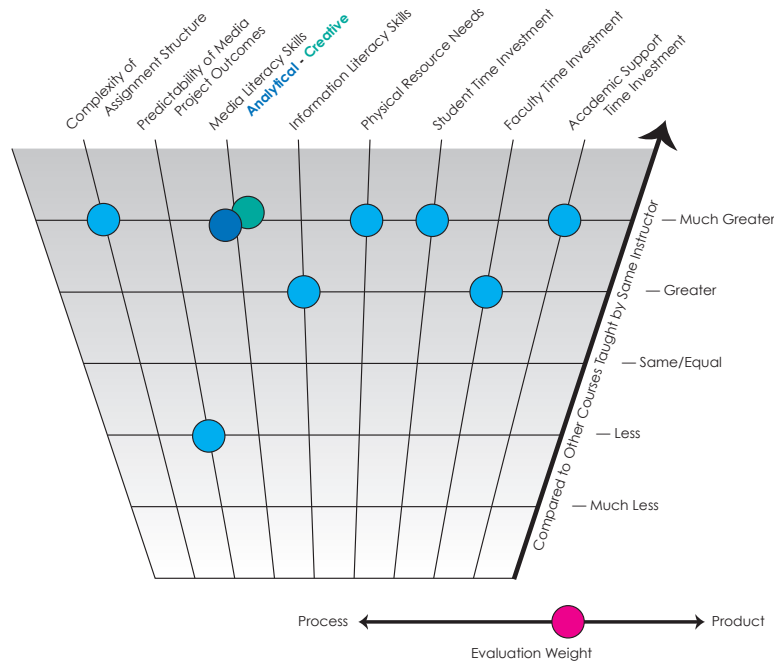 Complexity of
Assignment Structure
Predictability of Media
Project Outcomes
Media Literacy Skills
Analytical - Creative
Information Literacy Skills
Physical Resource Needs
Student Time Investment
Faculty Time Investment
Academic Support
Time Investment
Compared to Other Courses Taught by Same Instructor
Much Greater
Greater
Same/Equal
Less
Much Less
Process
Product
Evaluation Weight